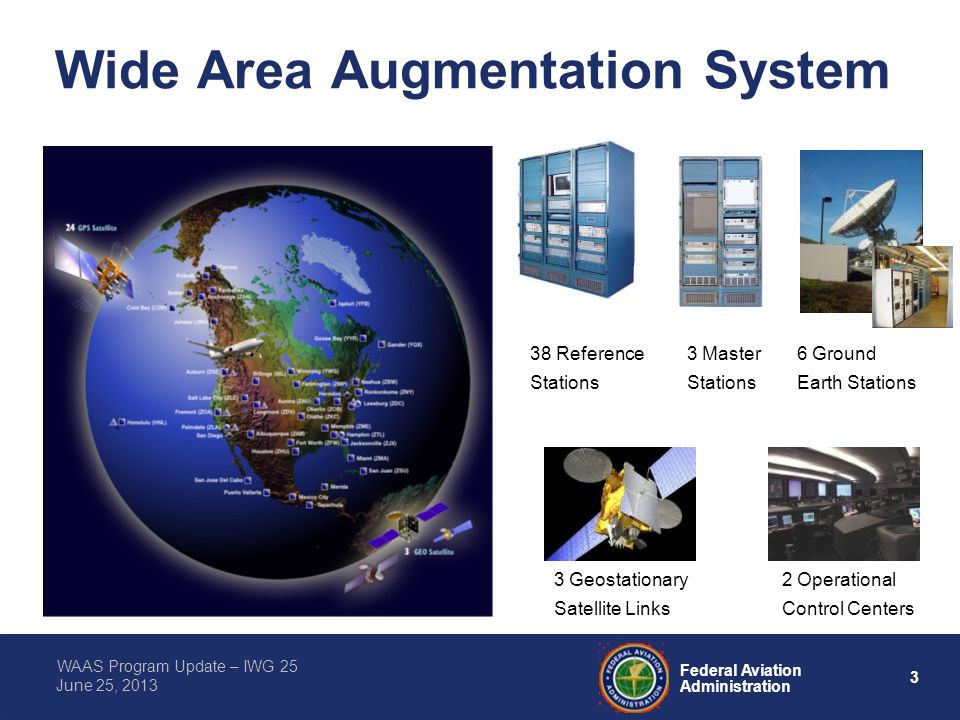 Wide Area Augmentation System
24 GPS Satellite
Barrow
Cold Bay (CDB)
Anchorage (ZAN)
Juneau (JNU)
Iqaluit (YFB)
Goose Bay (YYR)
Gander (YQX)
Auburn (ZSE)
Billings (BIL)
Winnipeg (YWG)
Farmington (ZMP)
Nashua (ZBW)
Ronkonkoma (ZNY)
Salt Lake City (ZLC)
Aurora (ZAU)
Herndon
Leesburg (ZDC)
Fremont (ZOA)
Longmont (ZDV)
Oberlin (ZOB)
Olathe (ZKC)
Honolulu (HNL)
Palmdale (ZLA)
San Diego
Albuquerque (ZAB)
Memphis (ZME)
Hampton (ZTL)
Fort Worth (ZFW)
Jacksonville (ZJX)
Houston (ZHU)
Miami (ZMA)
San Juan (ZSU)
San Jose Del Cabo
Puerto Vallarta
Merida
Mexico City
Tapachula
3 GEO Satellite
38 Reference
Stations
3 Master
Stations
6 Ground
Earth Stations
3 Geostationary
Satellite Links
2 Operational
Control Centers
WAAS Program Update – IWG 25
June 25, 2013
FEDERAL AVIATION
ADMINISTRATION
Federal Aviation
Administration
3